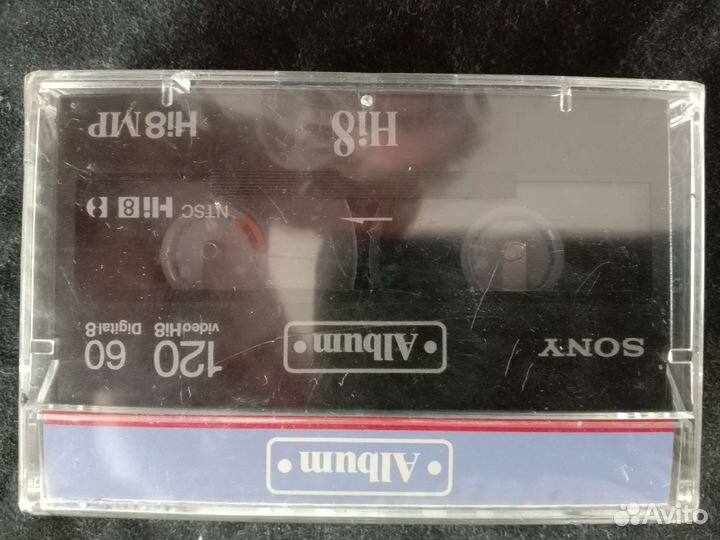 • Album •
SONY
• Album •
120 60
videoHi8 Digital8
NTSC Hi8
Hi8
Hi8MP
Avito